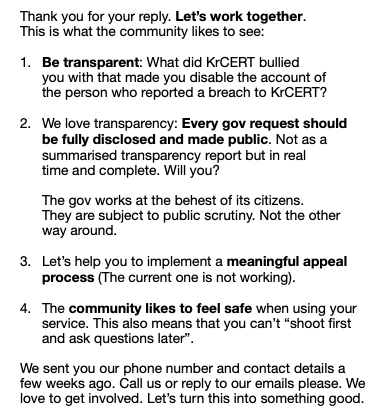 Thank you for your reply. Let's work together.
This is what the community likes to see:
1. Be transparent: What did KrCERT bullied
you with that made you disable the account of
the person who reported a breach to KrCERT?
2. We love transparency: Every gov request should
be fully disclosed and made public. Not as a
summarised transparency report but in real
time and complete. Will you?
The gov works at the behest of its citizens.
They are subject to public scrutiny. Not the other
way around.
3. Let's help you to implement a meaningful appeal
process (The current one is not working).
4. The community likes to feel safe when using your
service. This also means that you can't “shoot first
and ask questions later”.
We sent you our phone number and contact details a
few weeks ago. Call us or reply to our emails please. We
love to get involved. Let's turn this into something good.